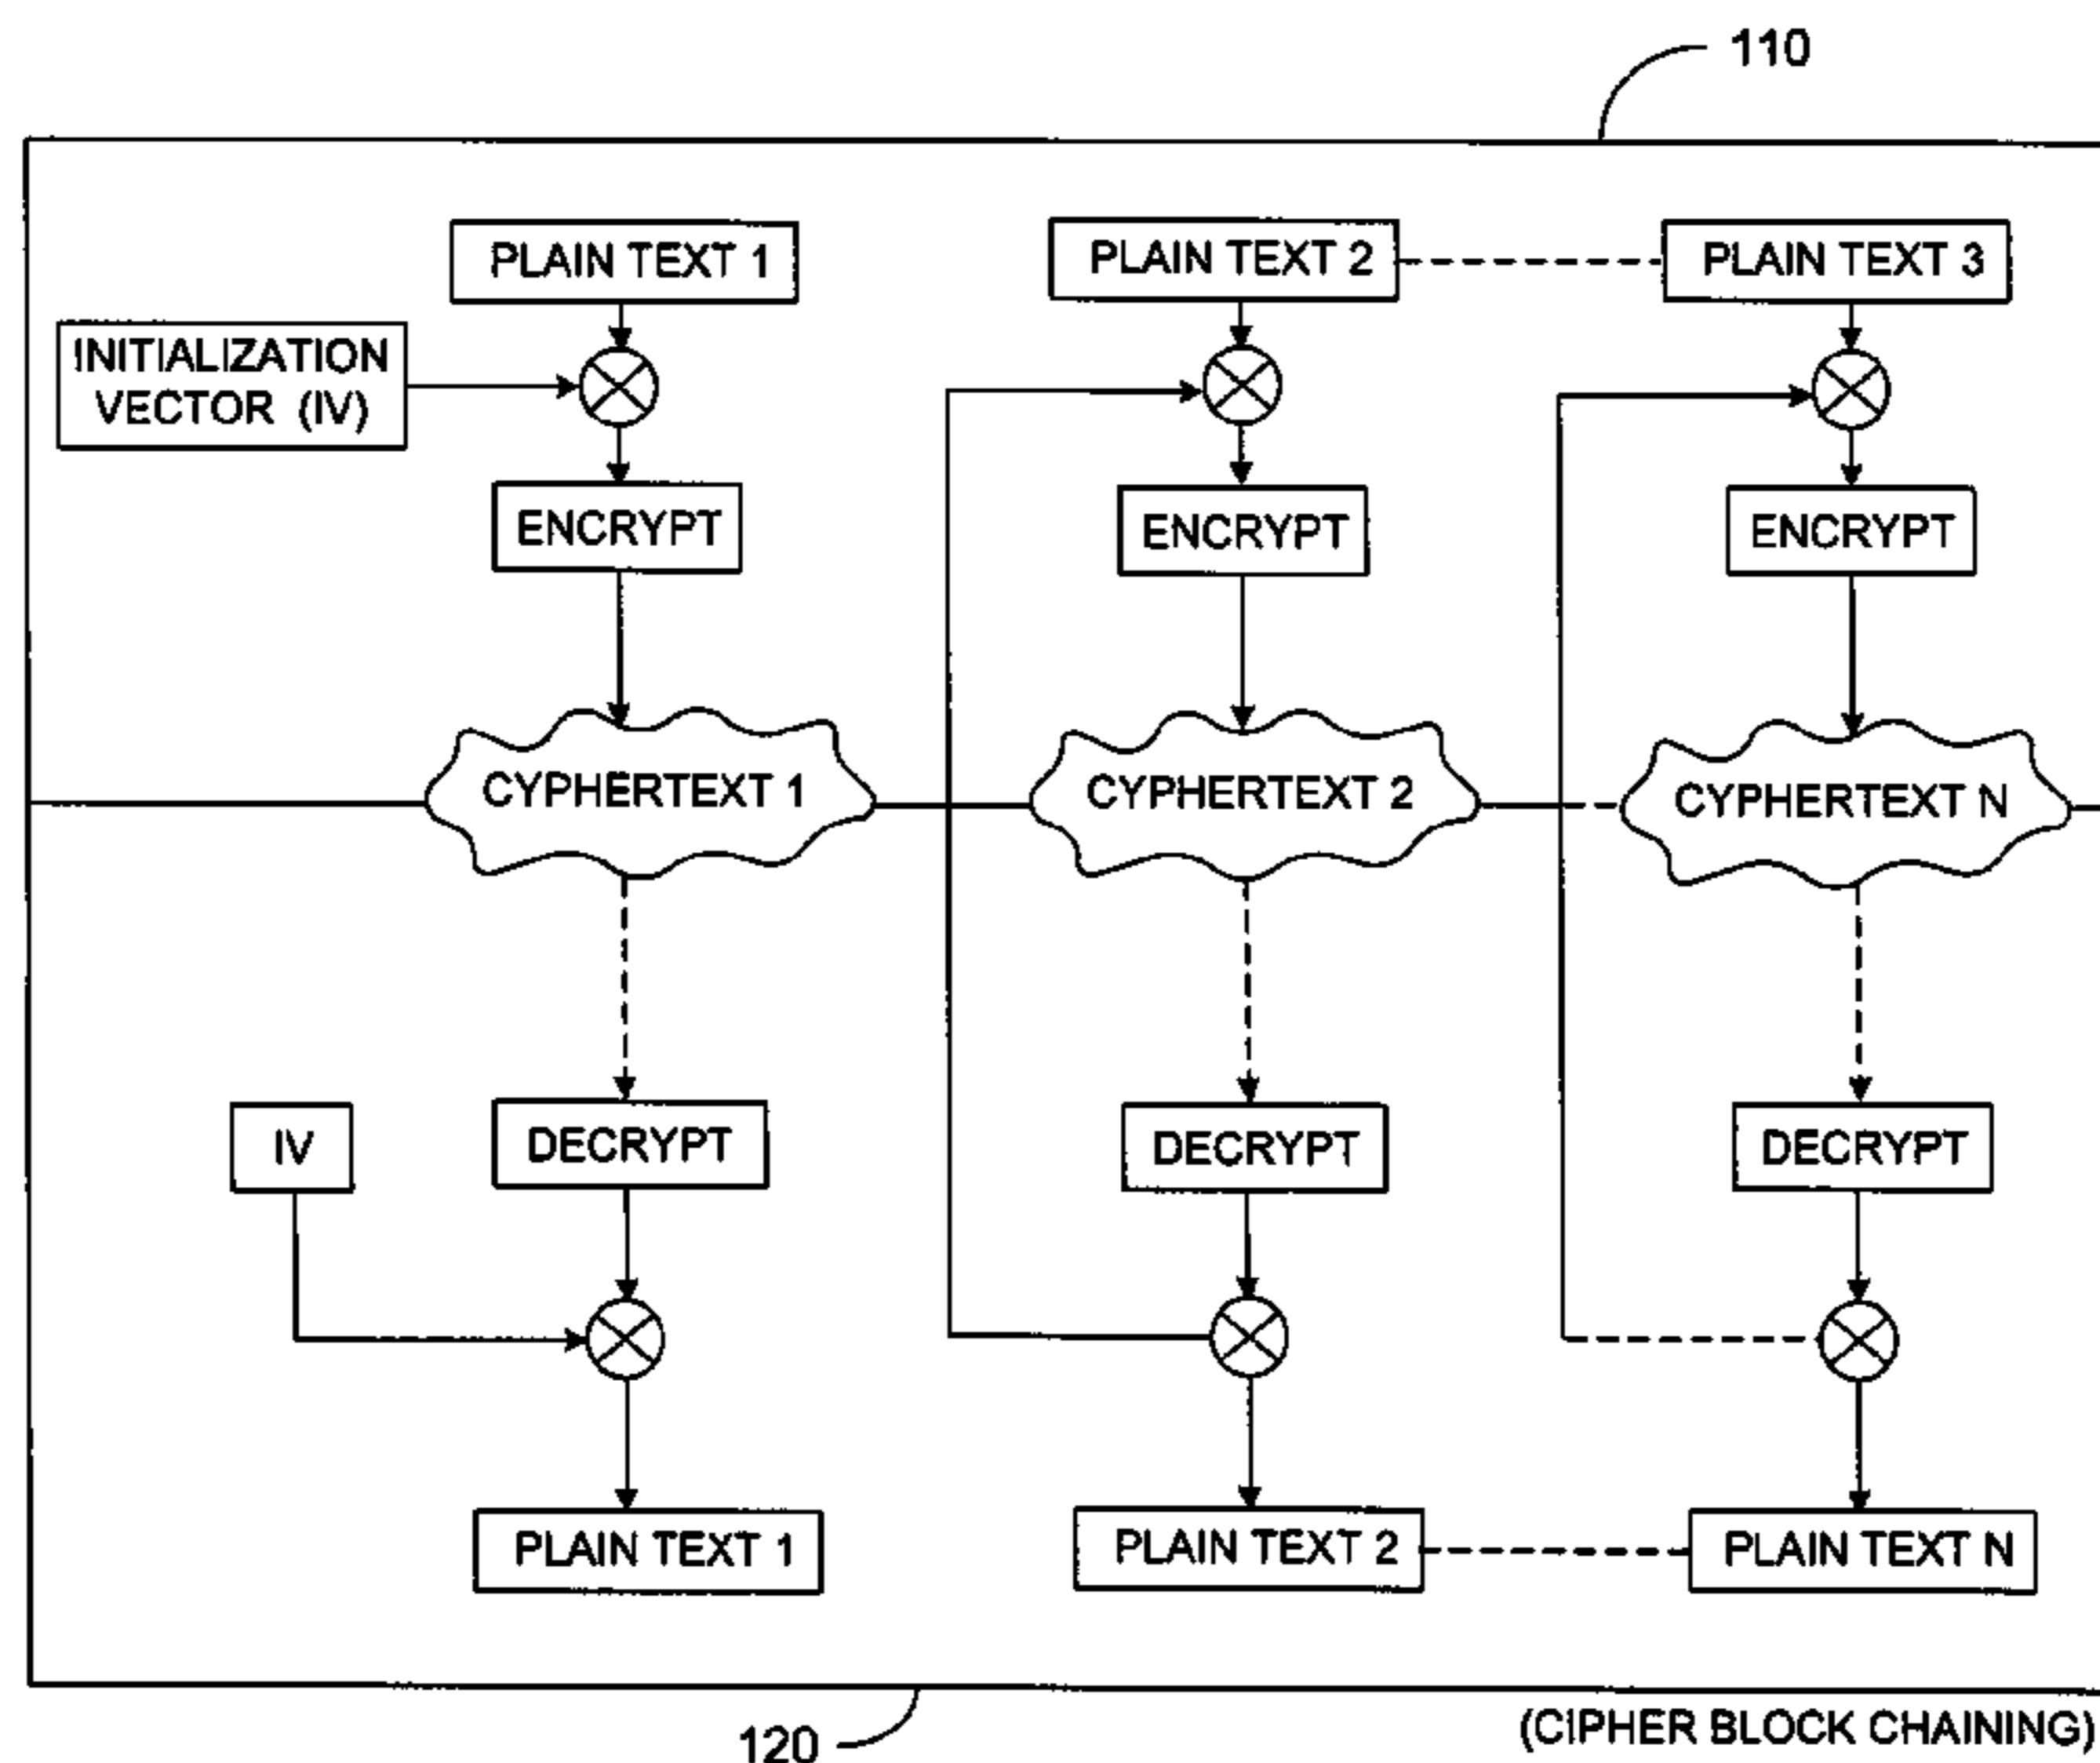 110
PLAIN TEXT 1
PLAIN TEXT 2
PLAIN TEXT 3
INITIALIZATION
VECTOR (IV)
ENCRYPT
ENCRYPT
ENCRYPT
CYPHERTEXT 1
CYPHERTEXT 2
CYPHERTEXT N
IV
DECRYPT
DECRYPT
DECRYPT
PLAIN TEXT 1
PLAIN TEXT 2
PLAIN TEXT N
120
(CIPHER BLOCK CHAINING)